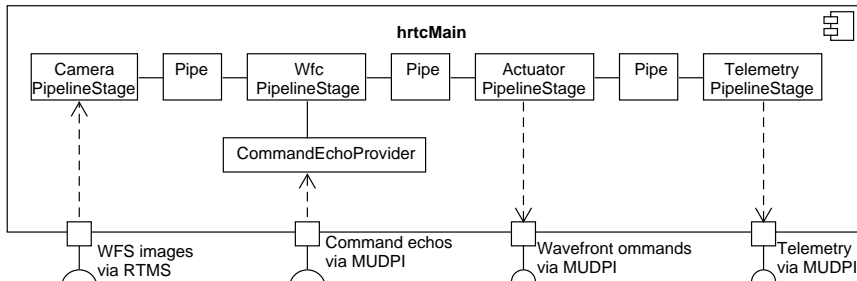 hrtcMain
Camera
PipelineStage
Pipe
Wfc
PipelineStage
Pipe
Actuator
PipelineStage
Pipe
Telemetry
PipelineStage
CommandEchoProvider
WFS images
via RTMS
Command echos
via MUDPI
Wavefront ommands
via MUDPI
Telemetry
via MUDPI